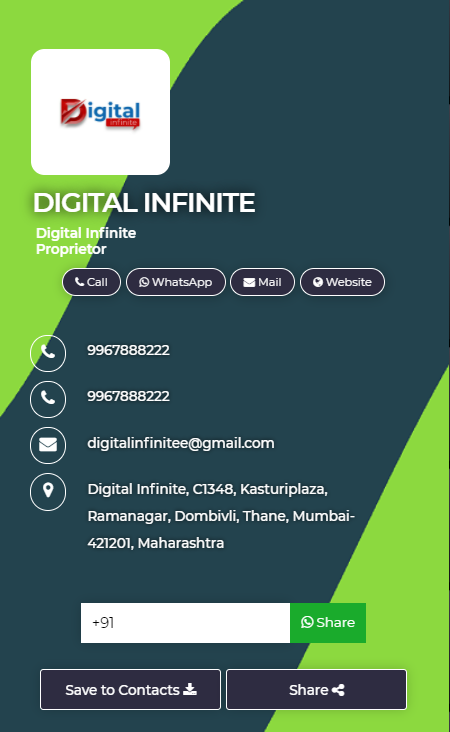 Digital
infinite
DIGITAL INFINITE
Digital Infinite
Proprietor
Call WhatsApp Mail Website
9967888222
9967888222
digitalinfinitee@gmail.com
Digital Infinite, C1348, Kasturiplaza,
Ramanagar, Dombivli, Thane, Mumbai-
421201, Maharashtra
+91 Share
Save to Contacts Share